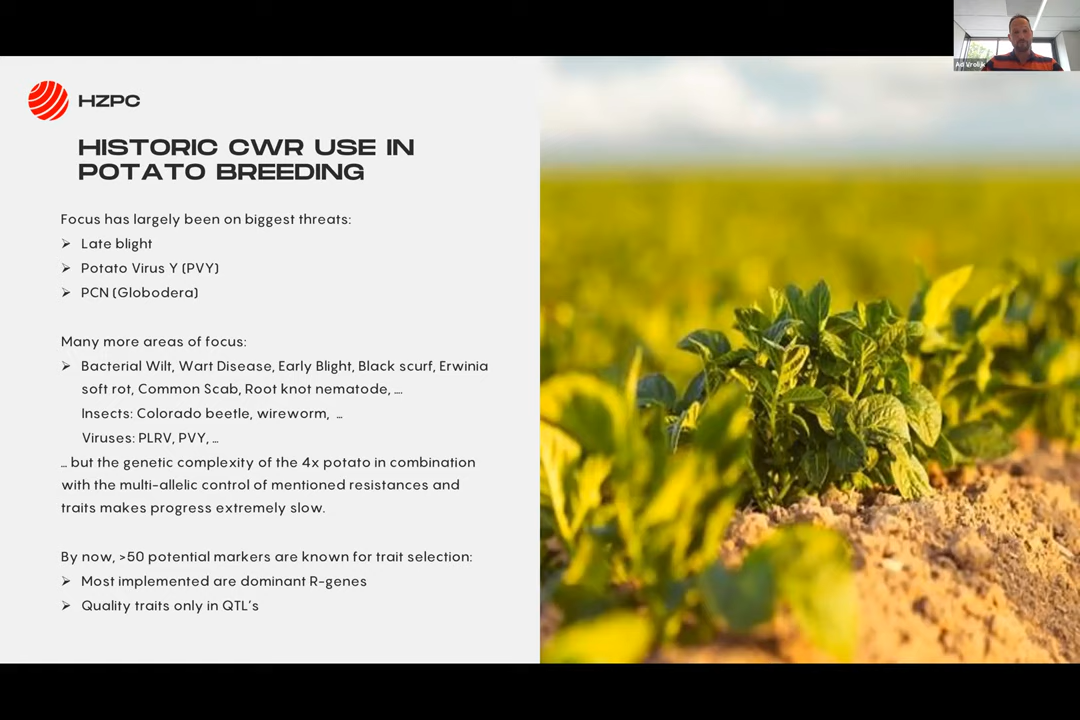 Ad Vrolijk
HZPC
HISTORIC CWR USE IN
POTATO BREEDING
Focus has largely been on biggest threats:
➢ Late blight
➢ Potato Virus Y (PVY)
➢ PCN (Globodera)
Many more areas of focus:
➢ Bacterial Wilt, Wart Disease, Early Blight, Black scurf, Erwinia
soft rot, Common Scab, Root knot nematode, ....
Insects: Colorado beetle, wireworm, ...
Viruses: PLRV, PVY, ...
... but the genetic complexity of the 4x potato in combination
with the multi-allelic control of mentioned resistances and
traits makes progress extremely slow.
By now, >50 potential markers are known for trait selection:
➢ Most implemented are dominant R-genes
➢ Quality traits only in QTL's